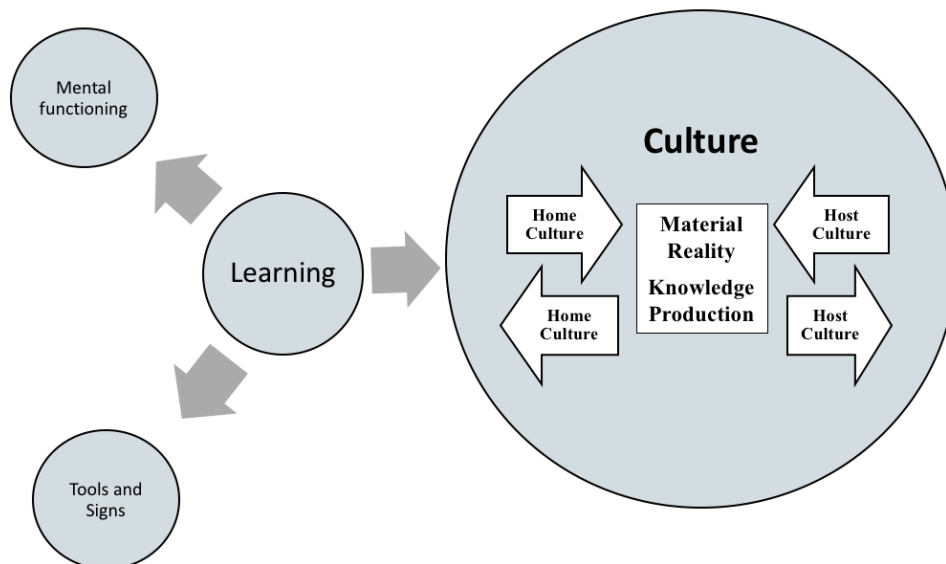 Mental
functioning
Learning
Tools and
Signs
Culture
Home
Culture
Material
Reality
Knowledge
Production
Host
Culture
Home
Culture
Host
Culture